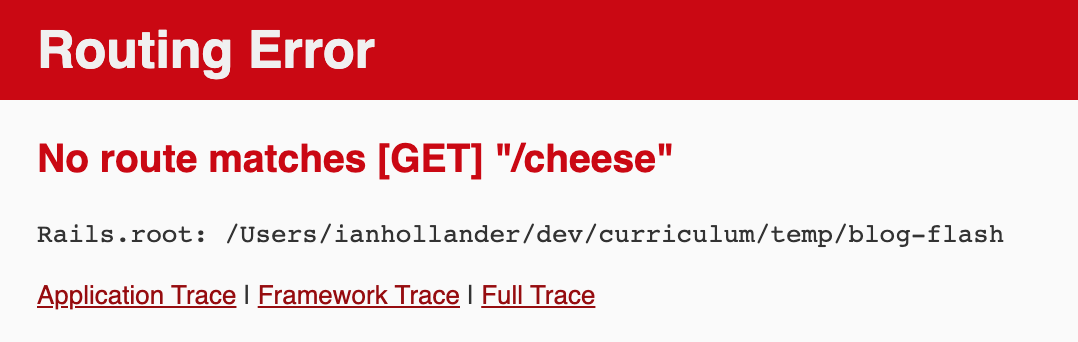 Routing Error
No route matches [GET] "/cheese"
Rails.root: /Users/ianhollander/dev/curriculum/temp/blog-flash
Application Trace | Framework Trace | Full Trace